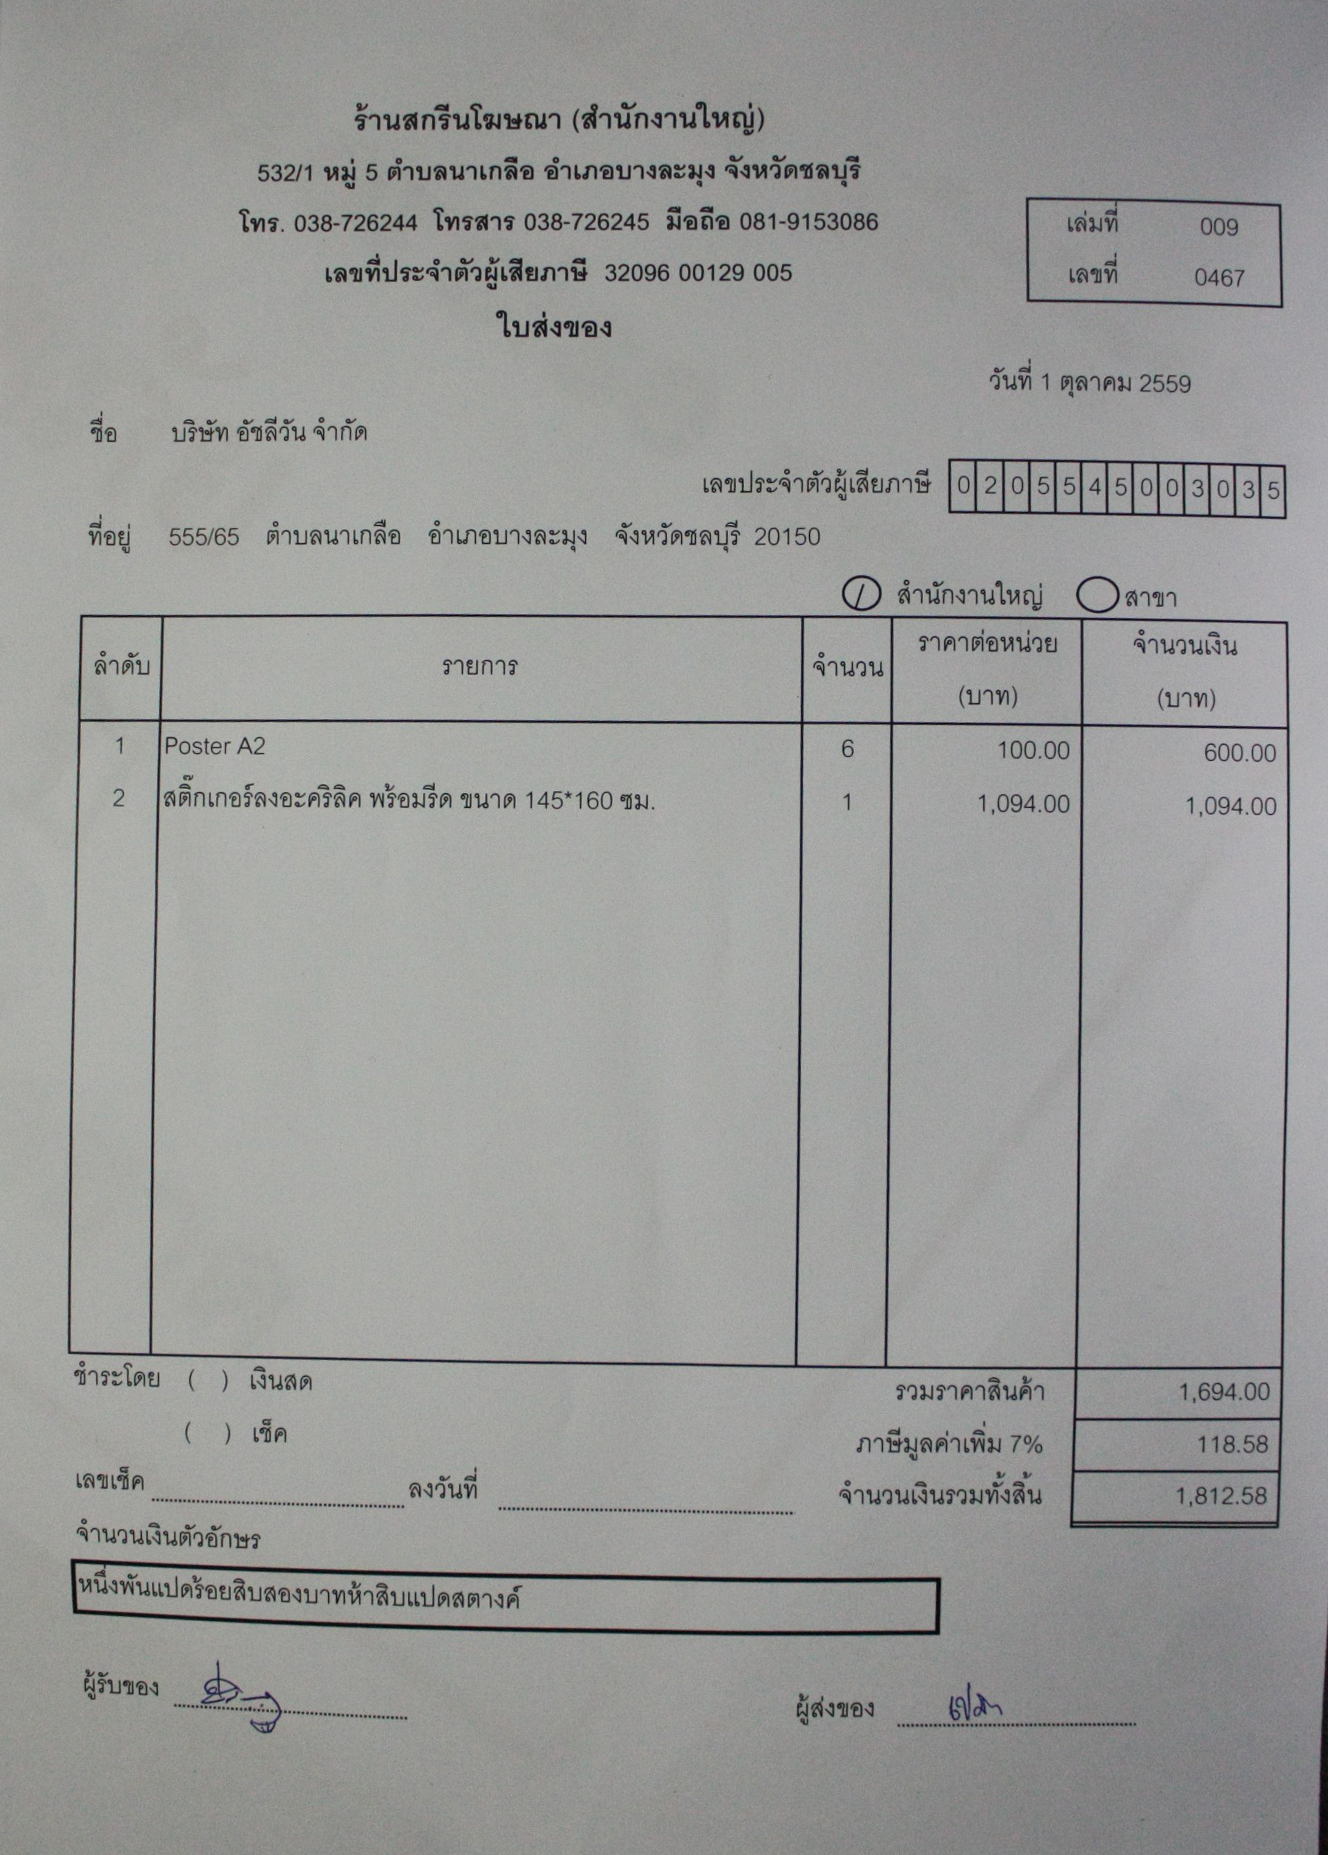 ร้านสกรีนโฆษณา (สำนักงานใหญ่)
532/1 หมู่ 5 ตำบลนาเกลือ อำเภอบางละมุง จังหวัดชลบุรี
โทร. 038-726244 โทรสาร 038-726245 มือถือ 081-9153086
เล่มที่ 009
เลขที่ประจำตัวผู้เสียภาษี 32096 00129 005
เลขที่ 0467
ใบส่งของ
วันที่ 1 ตุลาคม 2559
ชื่อ บริษัท อัชลีวัน จำกัด
เลขประจำตัวผู้เสียภาษี 0 2 0 5 5 4 5 0 0 3 0 3 5
ที่อยู่ 555/65 ตำบลนาเกลือ อำเภอบางละมุง จังหวัดชลบุรี 20150
สำนักงานใหญ่ สาขา
ลำดับ รายการ จำนวน ราคาต่อหน่วย (บาท) จำนวนเงิน (บาท)
1 Poster A2 6 100.00 600.00
2 สติ๊กเกอร์ลงอะคริลิค พร้อมรีด ขนาด 145*160 ซม. 1 1,094.00 1,094.00
ชำระโดย ( ) เงินสด รวมราคาสินค้า 1,694.00
( ) เช็ค ภาษีมูลค่าเพิ่ม 7% 118.58
เลขเช็ค ลงวันที่ จำนวนเงินรวมทั้งสิ้น 1,812.58
จำนวนเงินตัวอักษร
หนึ่งพันแปดร้อยสิบสองบาทห้าสิบแปดสตางค์
ผู้รับของ ผู้ส่งของ